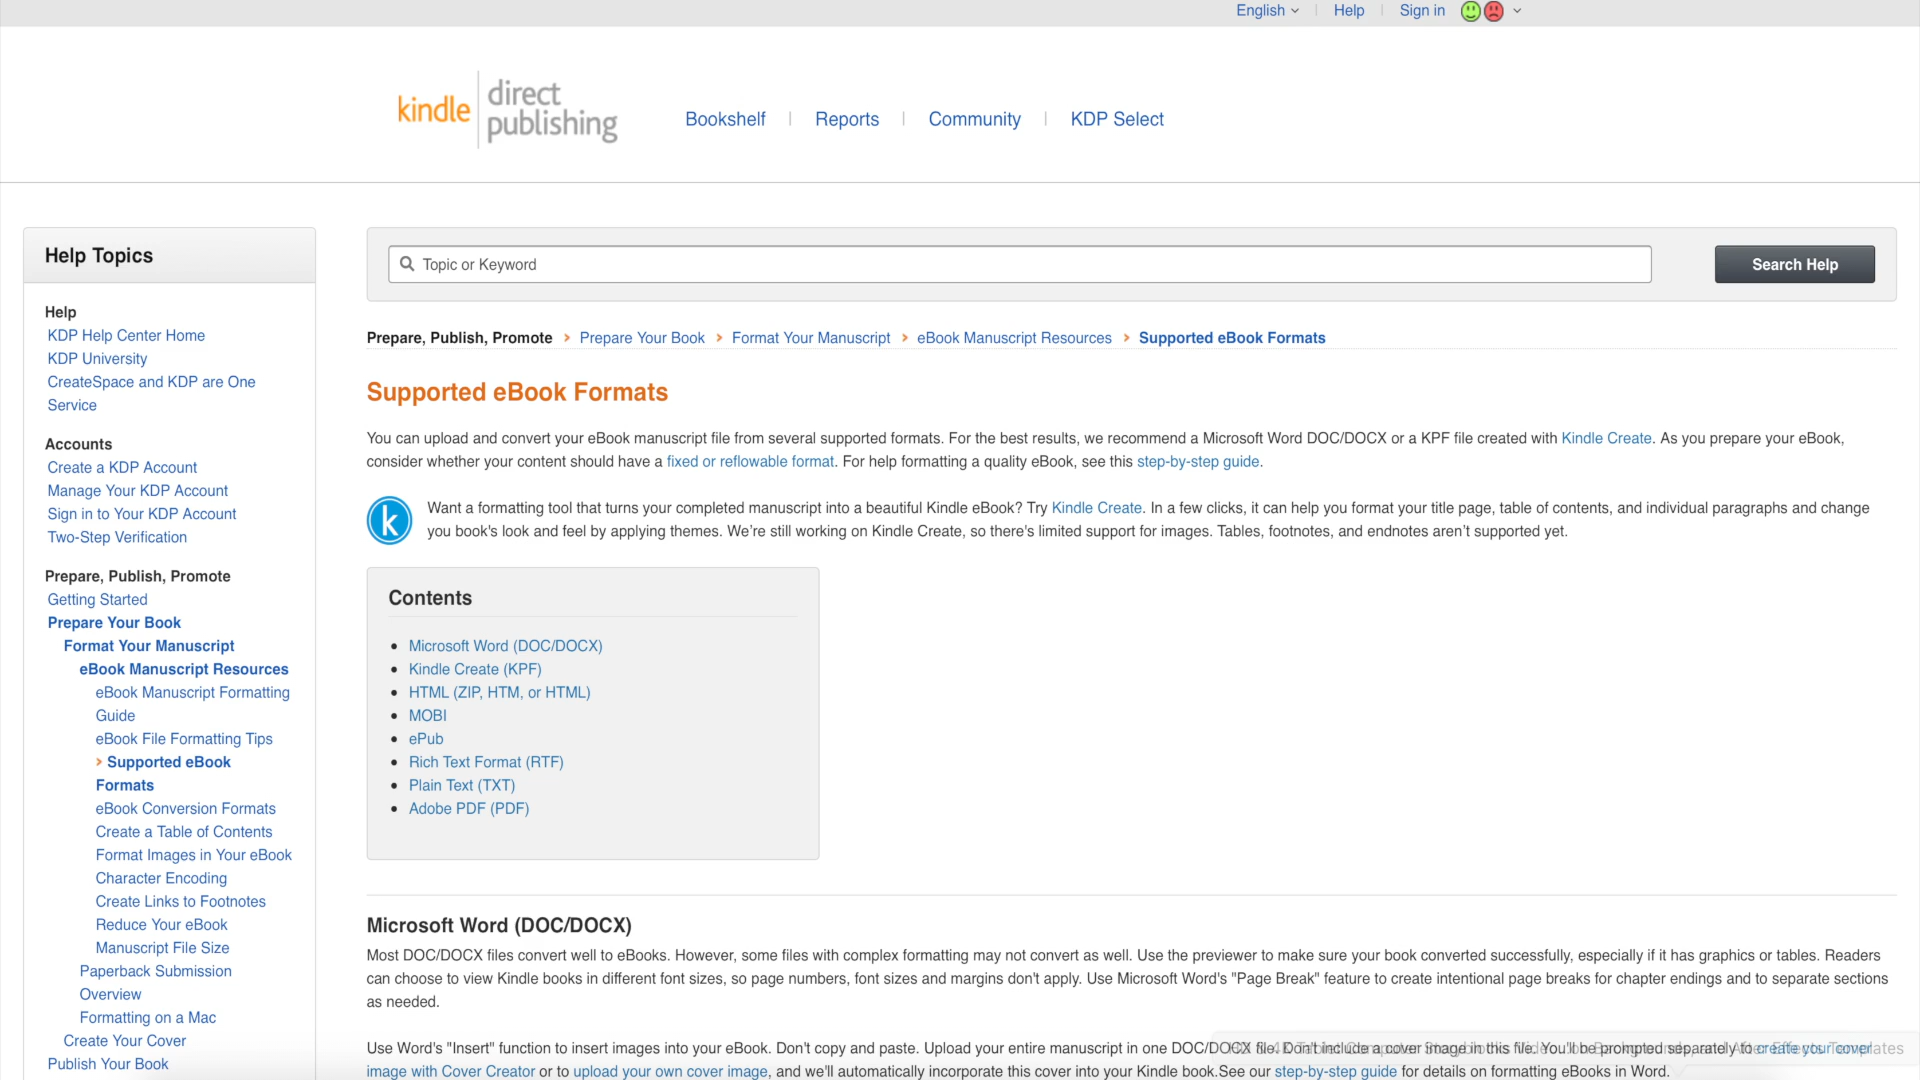 English
Help
Sign in
kindle direct publishing
Bookshelf
Reports
Community
KDP Select
Help Topics
Help
KDP Help Center Home
KDP University
CreateSpace and KDP are One
Service
Accounts
Create a KDP Account
Manage Your KDP Account
Sign in to Your KDP Account
Two-Step Verification
Prepare, Publish, Promote
Getting Started
Prepare Your Book
Format Your Manuscript
eBook Manuscript Resources
eBook Manuscript Formatting
Guide
eBook File Formatting Tips
› Supported eBook
Formats
eBook Conversion Formats
Create a Table of Contents
Format Images in Your eBook
Character Encoding
Create Links to Footnotes
Reduce Your eBook
Manuscript File Size
Paperback Submission
Overview
Formatting on a Mac
Create Your Cover
Publish Your Book
Topic or Keyword
Search Help
Prepare, Publish, Promote › Prepare Your Book › Format Your Manuscript › eBook Manuscript Resources › Supported eBook Formats
Supported eBook Formats
You can upload and convert your eBook manuscript file from several supported formats. For the best results, we recommend a Microsoft Word DOC/DOCX or a KPF file created with Kindle Create. As you prepare your eBook,
consider whether your content should have a fixed or reflowable format. For help formatting a quality eBook, see this step-by-step guide.
k
Want a formatting tool that turns your completed manuscript into a beautiful Kindle eBook? Try Kindle Create. In a few clicks, it can help you format your title page, table of contents, and individual paragraphs and change
you book's look and feel by applying themes. We're still working on Kindle Create, so there's limited support for images. Tables, footnotes, and endnotes aren't supported yet.
Contents
• Microsoft Word (DOC/DOCX)
• Kindle Create (KPF)
• HTML (ZIP, HTM, or HTML)
• MOBI
• ePub
• Rich Text Format (RTF)
• Plain Text (TXT)
• Adobe PDF (PDF)
Microsoft Word (DOC/DOCX)
Most DOC/DOCX files convert well to eBooks. However, some files with complex formatting may not convert as well. Use the previewer to make sure your book converted successfully, especially if it has graphics or tables. Readers
can choose to view Kindle books in different font sizes, so page numbers, font sizes and margins don't apply. Use Microsoft Word's "Page Break" feature to create intentional page breaks for chapter endings and to separate sections
as needed.
Use Word's "Insert" function to insert images into your eBook. Don't copy and paste. Upload your entire manuscript in one DOC/DOCX file. Don't include a cover image in this file. You'll be prompted separately to create your cover
image with Cover Creator or to upload your own cover image, and we'll automatically incorporate this cover into your Kindle book.See our step-by-step guide for details on formatting eBooks in Word.